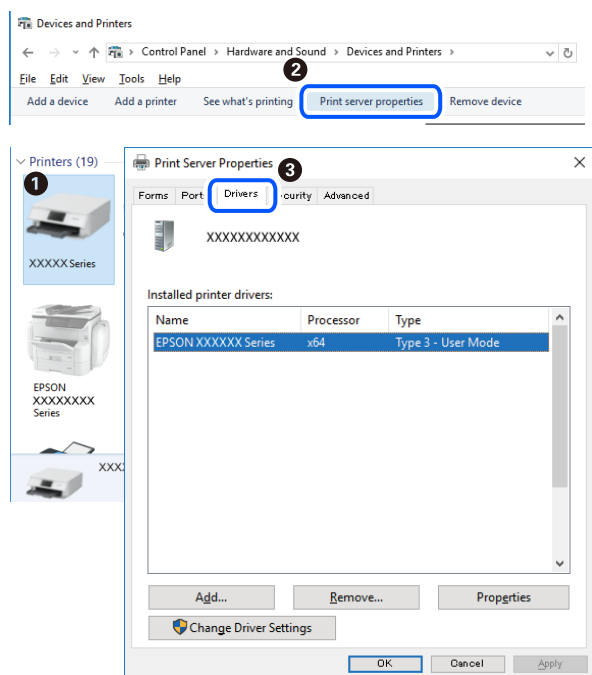 Devices and Printers
Control Panel > Hardware and Sound > Devices and Printers >
2
File Edit View Tools Help
Add a device Add a printer See what's printing Print server properties Remove device
Printers (19)
1
XXXXX Series
EPSON
XXXXXXXX
Series
XXX
Print Server Properties
3
Forms Port Drivers curity Advanced
XXXXXXXXXXXX
Installed printer drivers:
Name Processor Type
EPSON XXXXXX Series x64 Type 3 - User Mode
Add... Remove... Properties
Change Driver Settings
OK Cancel Apply